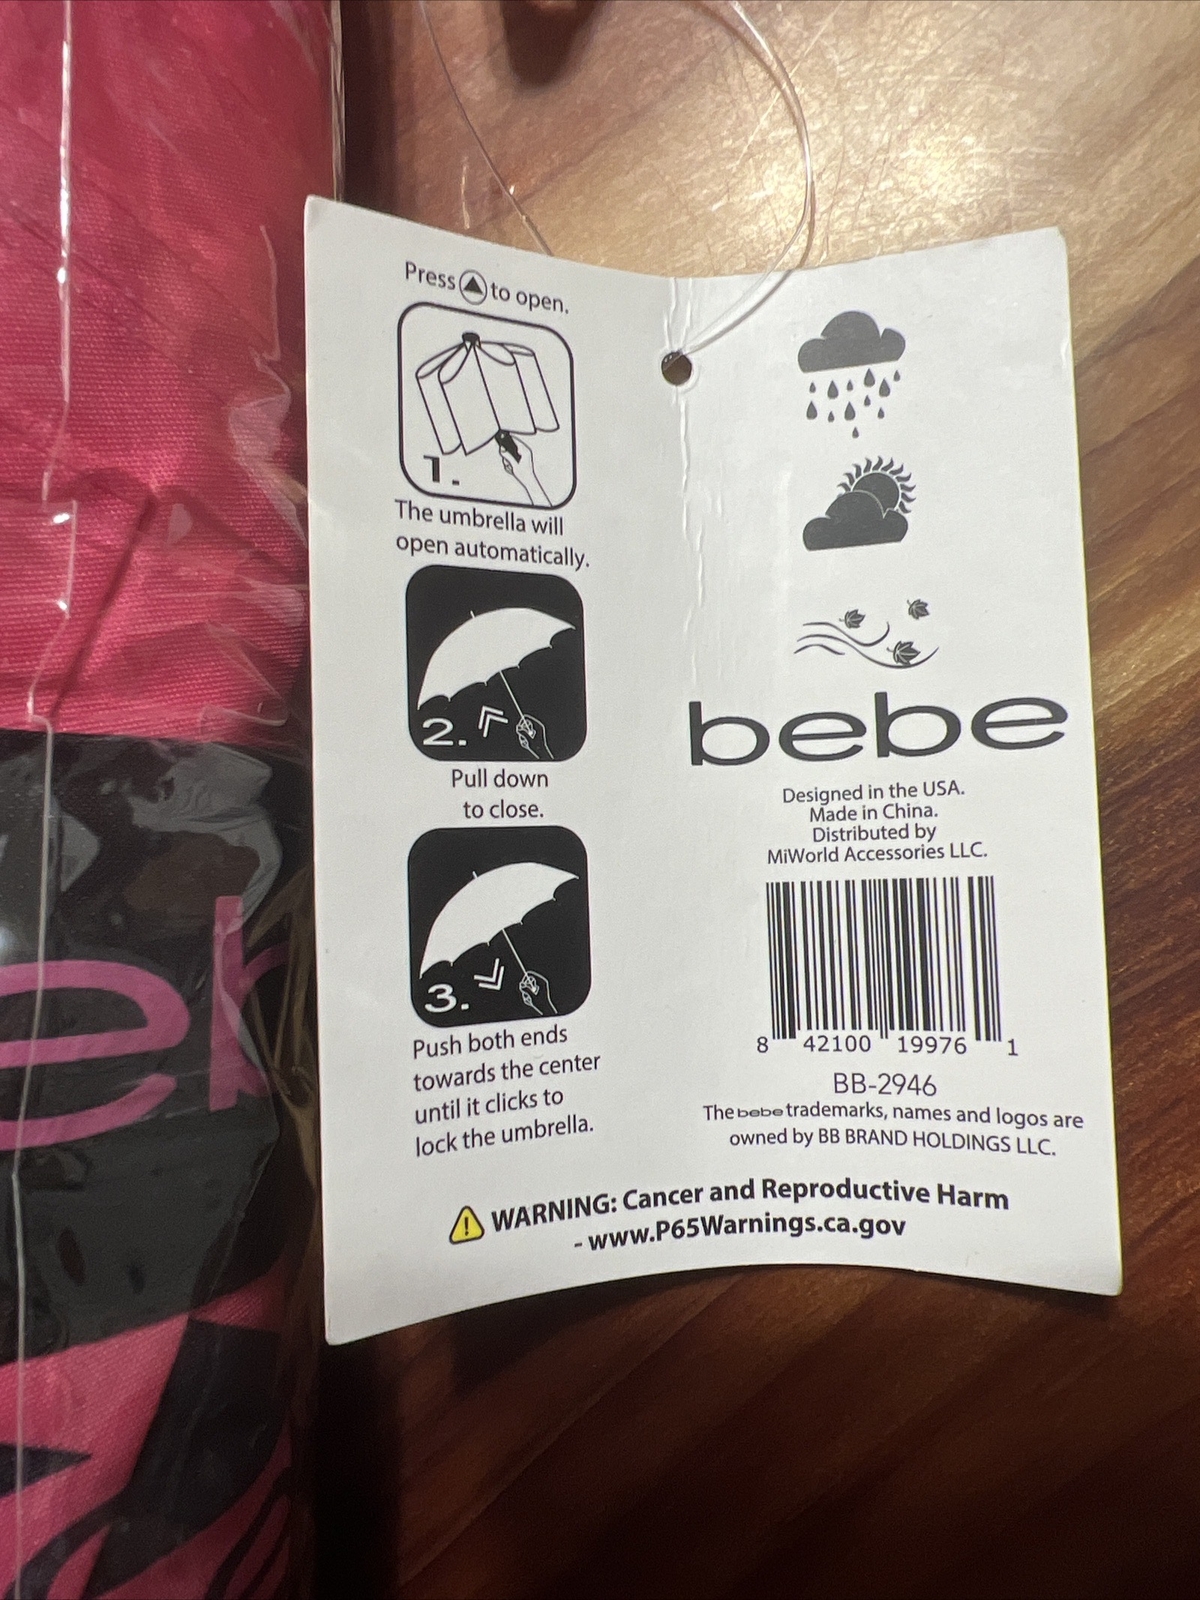 Press to open.
1.
The umbrella will
open automatically.
2.
Pull down
to close.
3.
Push both ends
towards the center
until it clicks to
lock the umbrella.
bebe
Designed in the USA.
Made in China.
Distributed by
MiWorld Accessories LLC.
8 42100 19976 1
BB-2946
The bebe trademarks, names and logos are
owned by BB BRAND HOLDINGS LLC.
WARNING: Cancer and Reproductive Harm
- www.P65Warnings.ca.gov